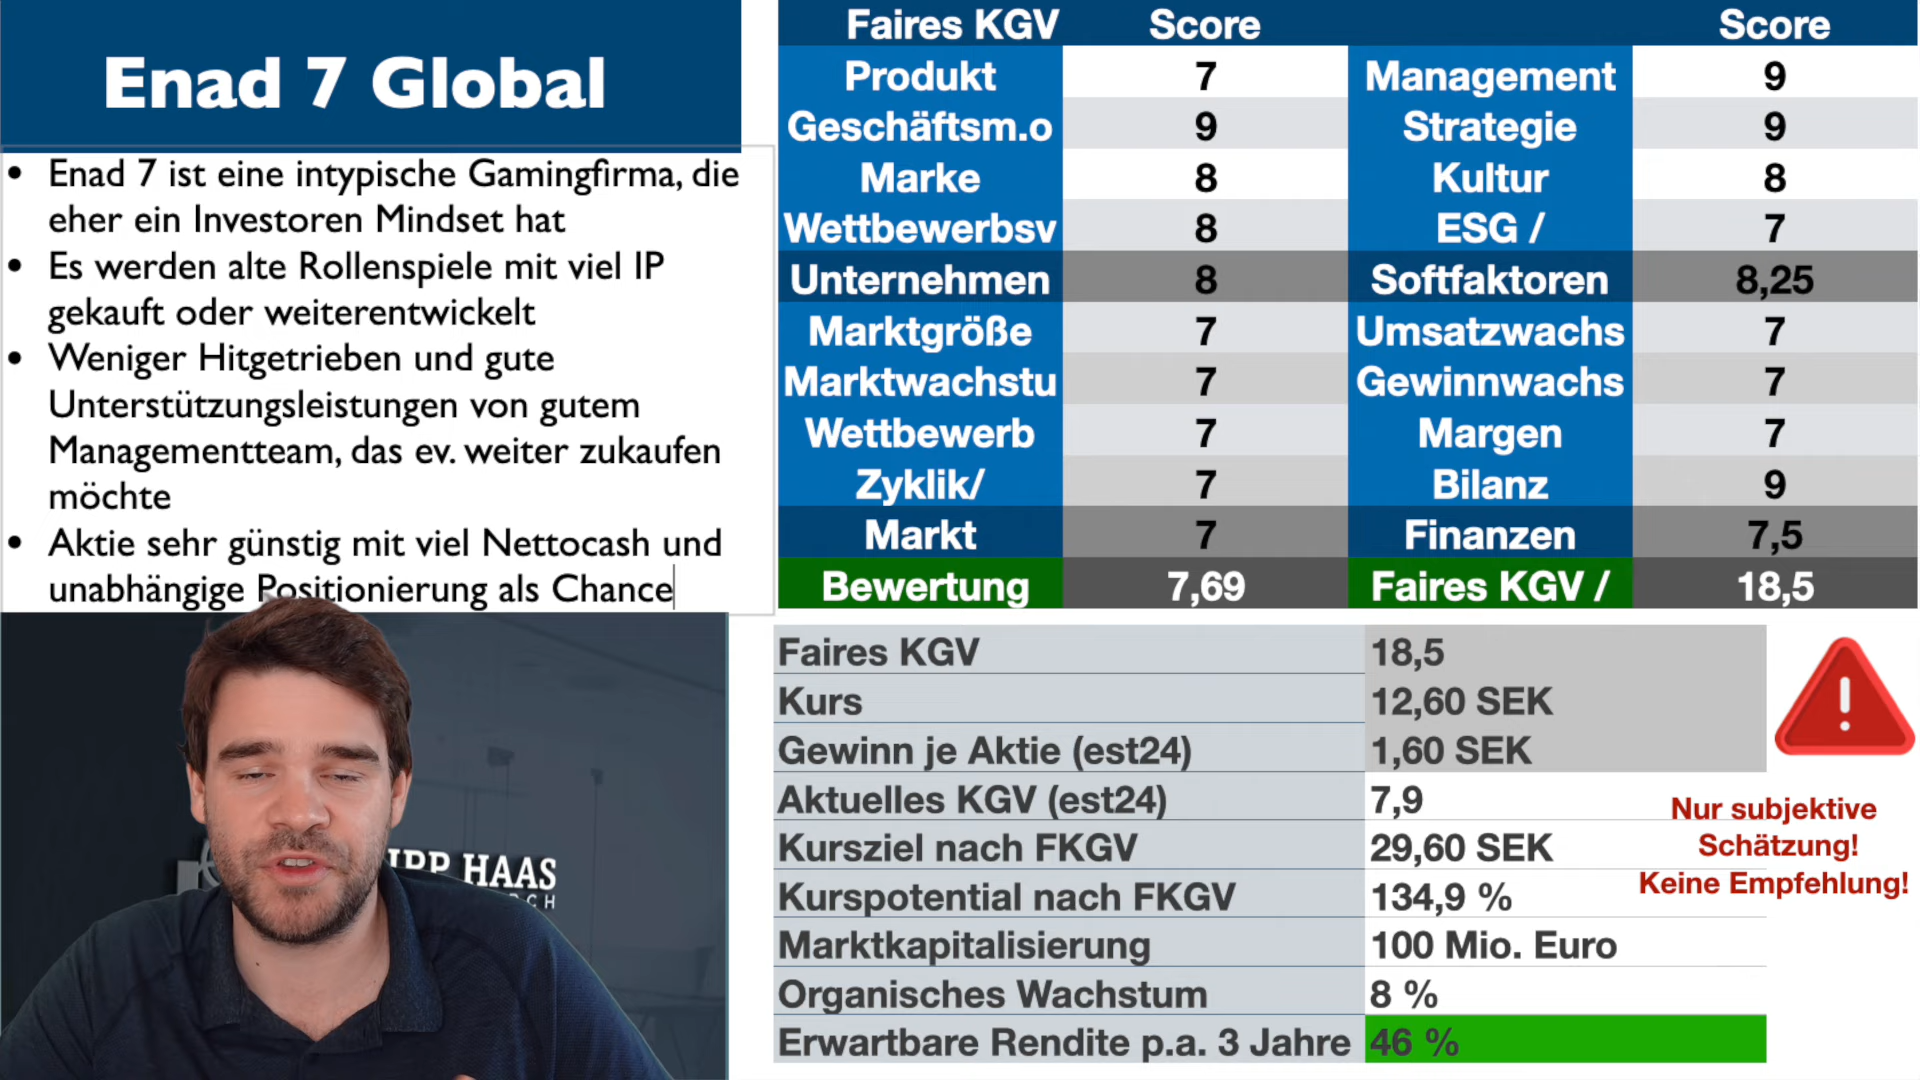 Enad 7 Global
• Enad 7 ist eine intypische Gamingfirma, die
eher ein Investoren Mindset hat
• Es werden alte Rollenspiele mit viel IP
gekauft oder weiterentwickelt
• Weniger Hitgetrieben und gute
Unterstützungsleistungen von gutem
Managementteam, das ev. weiter zukaufen
möchte
• Aktie sehr günstig mit viel Nettocash und
unabhängige Positionierung als Chance
Faires KGV Score Score
Produkt 7 Management 9
Geschäftsm.o 9 Strategie 9
Marke 8 Kultur 8
Wettbewerbsv 8 ESG / 7
Unternehmen 8 Softfaktoren 8,25
Marktgröße 7 Umsatzwachs 7
Marktwachstu 7 Gewinnwachs 7
Wettbewerb 7 Margen 7
Zyklik/ 7 Bilanz 9
Markt 7 Finanzen 7,5
Bewertung 7,69 Faires KGV / 18,5
Faires KGV 18,5
Kurs 12,60 SEK
Gewinn je Aktie (est24) 1,60 SEK
Aktuelles KGV (est24) 7,9
Kursziel nach FKGV 29,60 SEK
Kurspotential nach FKGV 134,9 %
Marktkapitalisierung 100 Mio. Euro
Organisches Wachstum 8 %
Erwartbare Rendite p.a. 3 Jahre 46 %
Nur subjektive
Schätzung!
Keine Empfehlung!
HAAS